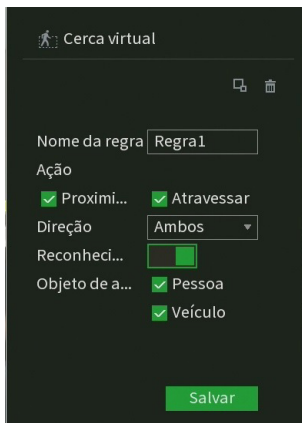 Cerca virtual
Nome da regra Regra1
Ação
Proximi... Atravessar
Direção Ambos
Reconheci...
Objeto de a... Pessoa
Veículo
Salvar